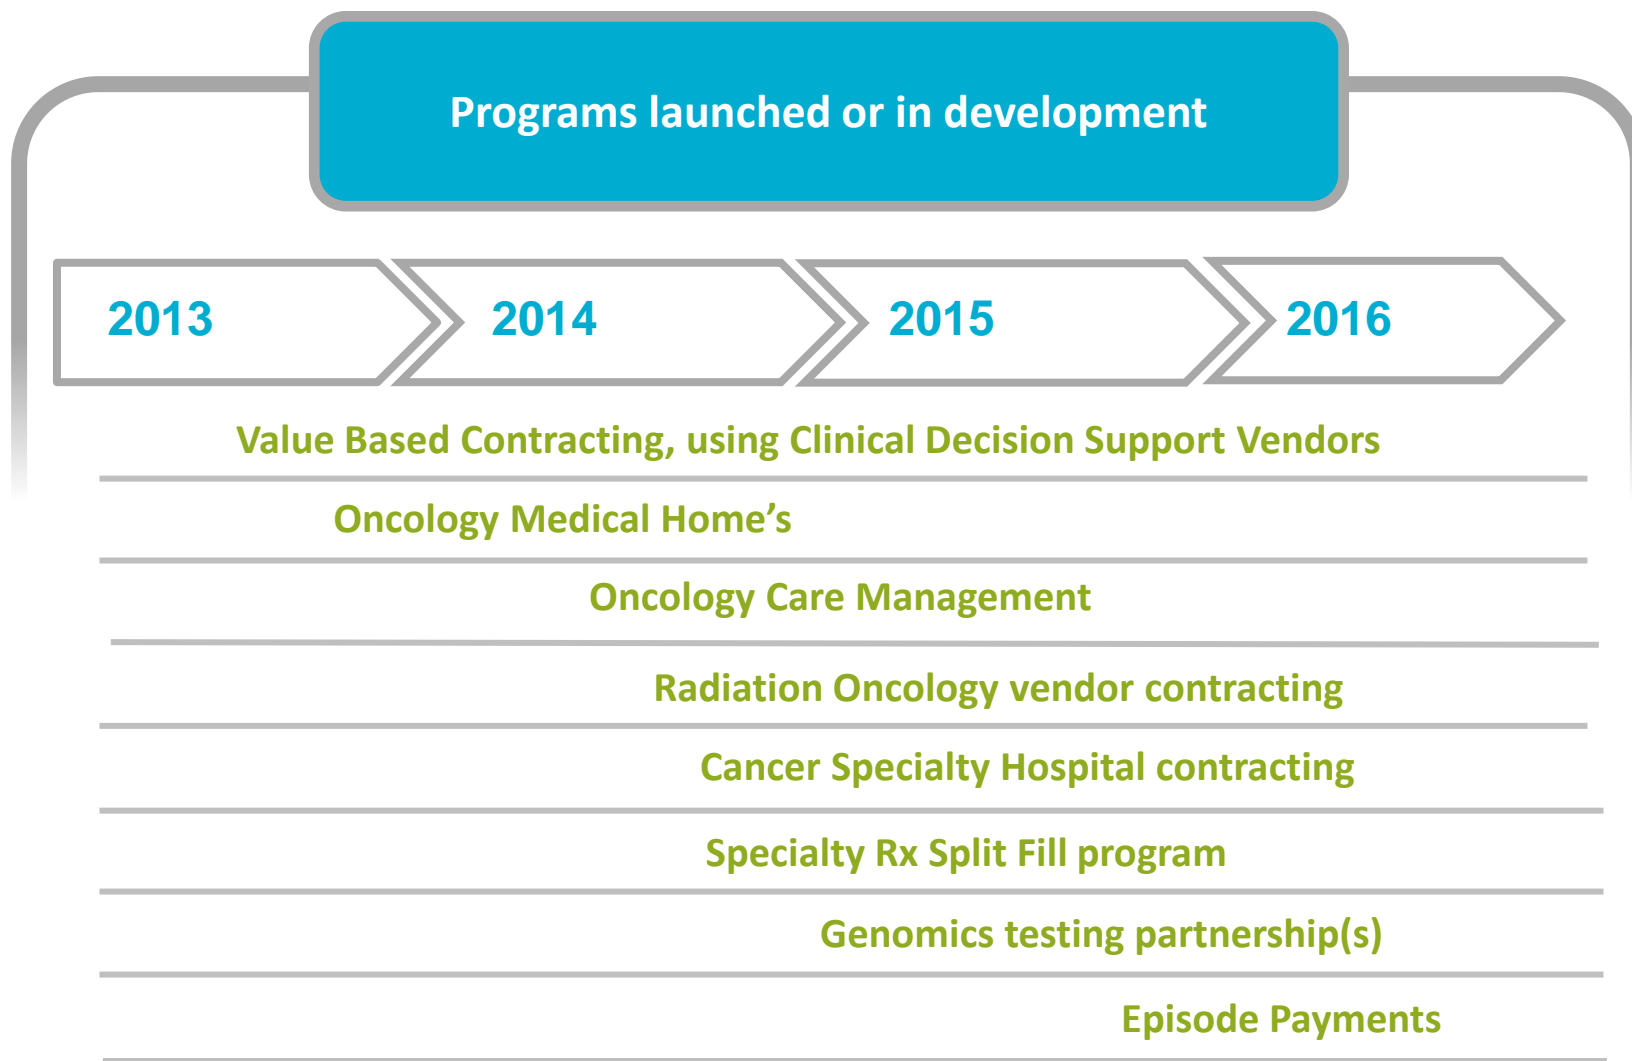 Programs launched or in development
2013 2014 2015 2016
Value Based Contracting, using Clinical Decision Support Vendors
Oncology Medical Home’s
Oncology Care Management
Radiation Oncology vendor contracting
Cancer Specialty Hospital contracting
Specialty Rx Split Fill program
Genomics testing partnership(s)
Episode Payments